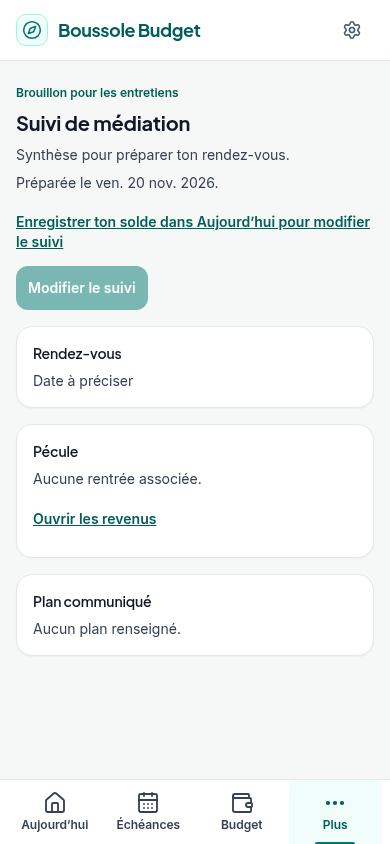 Boussole Budget
Brouillon pour les entretiens
Suivi de médiation
Synthèse pour préparer ton rendez-vous.
Préparée le ven. 20 nov. 2026.
Enregistrer ton solde dans Aujourd’hui pour modifier
le suivi
Modifier le suivi
Rendez-vous
Date à préciser
Pécule
Aucune rentrée associée.
Ouvrir les revenus
Plan communiqué
Aucun plan renseigné.
Aujourd’hui
Échéances
Budget
Plus